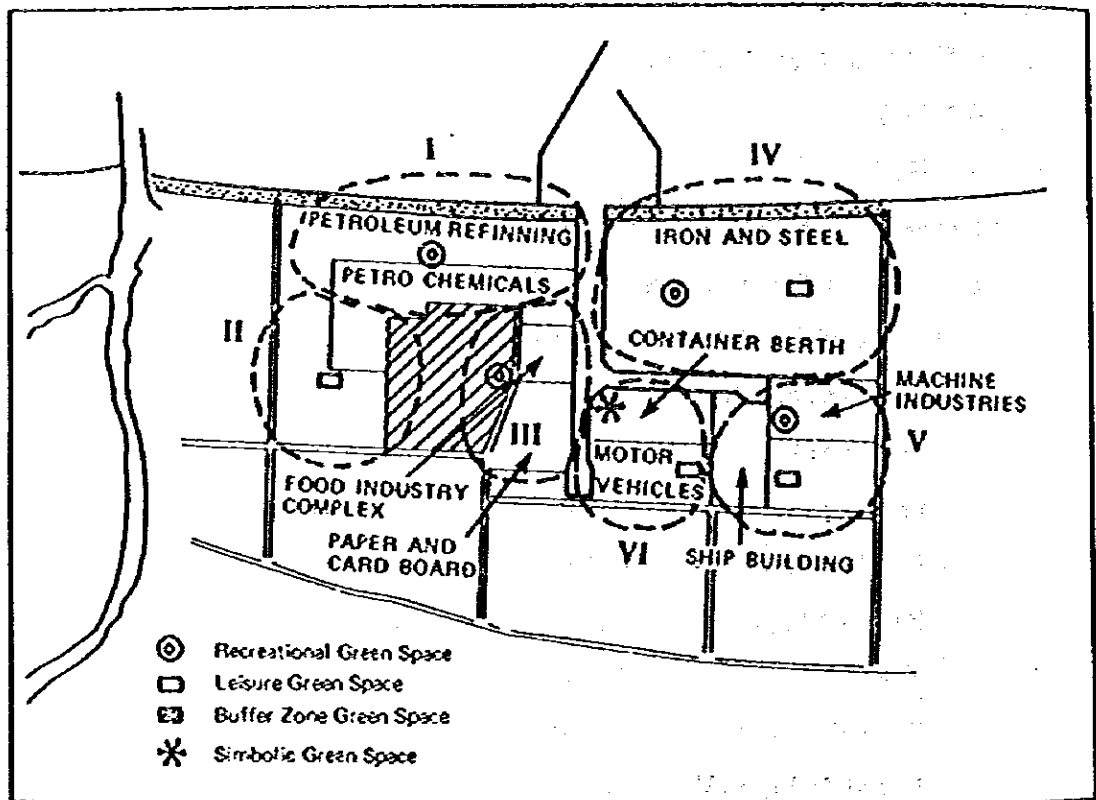 I
IV
PETROLEUM REFINNING
IRON AND STEEL
PETRO CHEMICALS
II
CONTAINER BERTH
MACHINE
INDUSTRIES
V
III
MOTOR
VEHICLES
FOOD INDUSTRY
COMPLEX
PAPER AND
CARD BOARD
VI
SHIP BUILDING
Recreational Green Space
Leisure Green Space
Buffer Zone Green Space
Simbolic Green Space